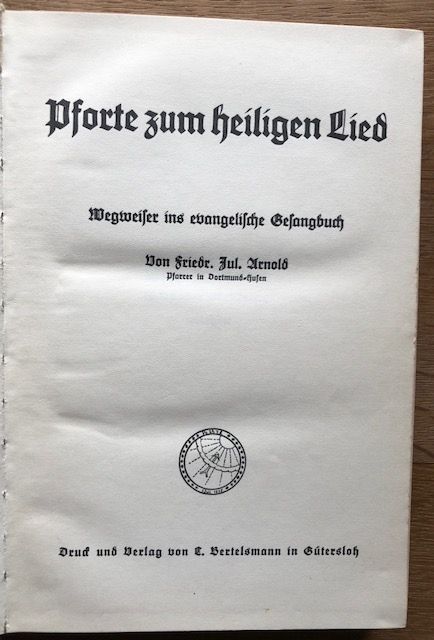 Pforte zum heiligen Lied
Wegweiser ins evangelische Gesangbuch
Von Friedr. Jul. Arnold
Pfarrer in Dortmund-Husen
Druck und Verlag von C. Bertelsmann in Gütersloh